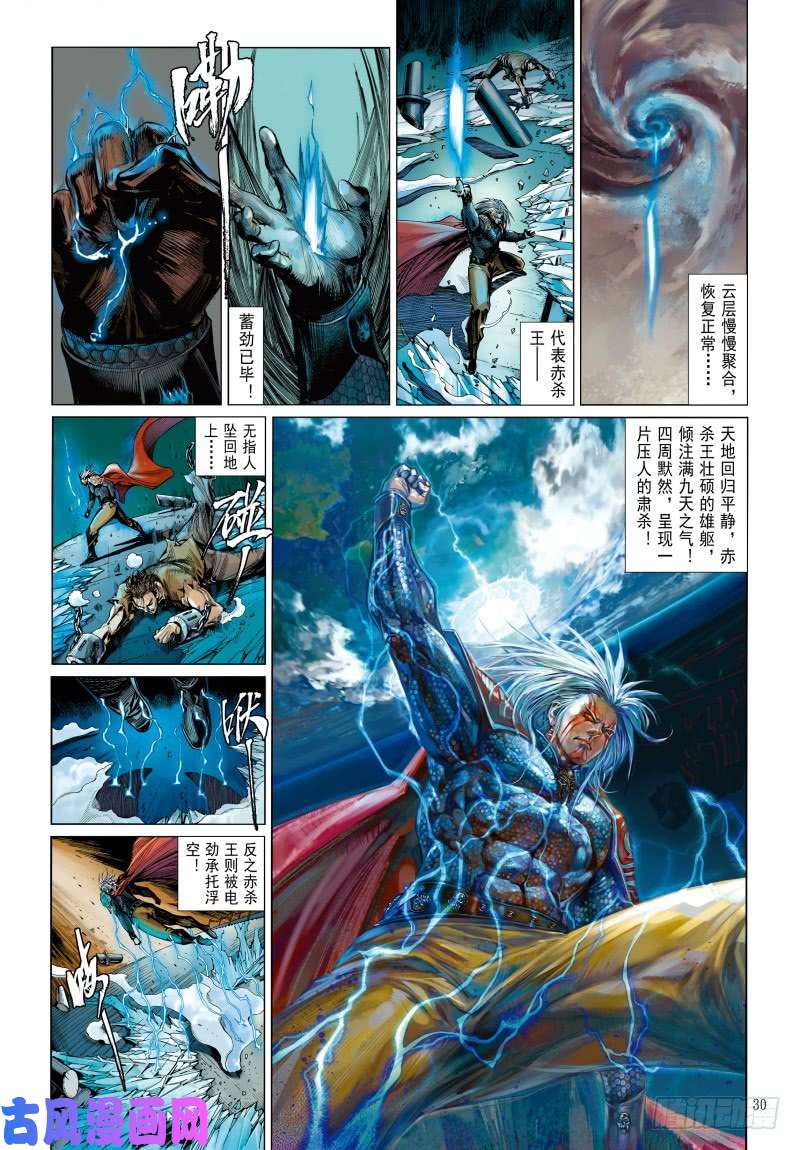 云层慢慢聚合，
恢复正常……
代表赤杀
王——
蓄劲已毕！
嘞
天地回归平静，赤
杀王壮硕的雄躯，
倾注满九天之气！
四周默然，呈现一
片压人的肃杀！
无指人
坠回地
上……
碰
吠
反之赤杀
王则被电
劲承托浮
空！
30
古风漫画网